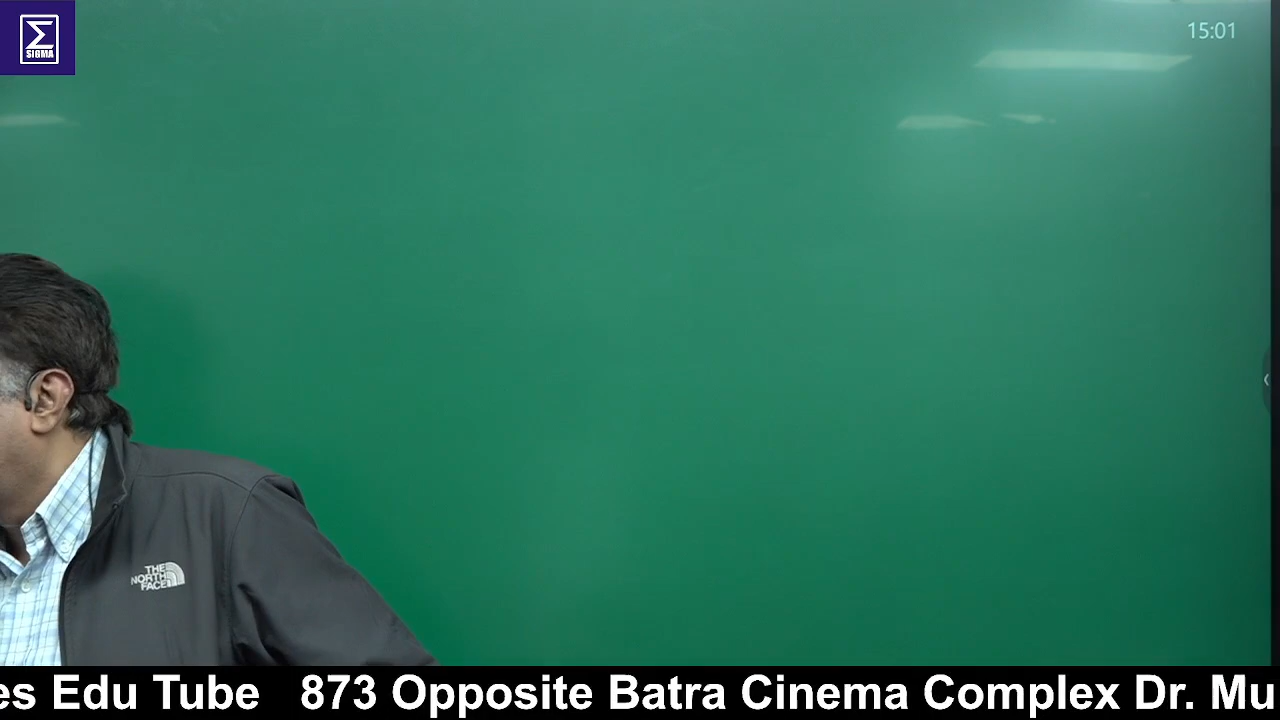 SIGMA
15:01
THE
NORTH
FACE
es Edu Tube 873 Opposite Batra Cinema Complex Dr. Mu